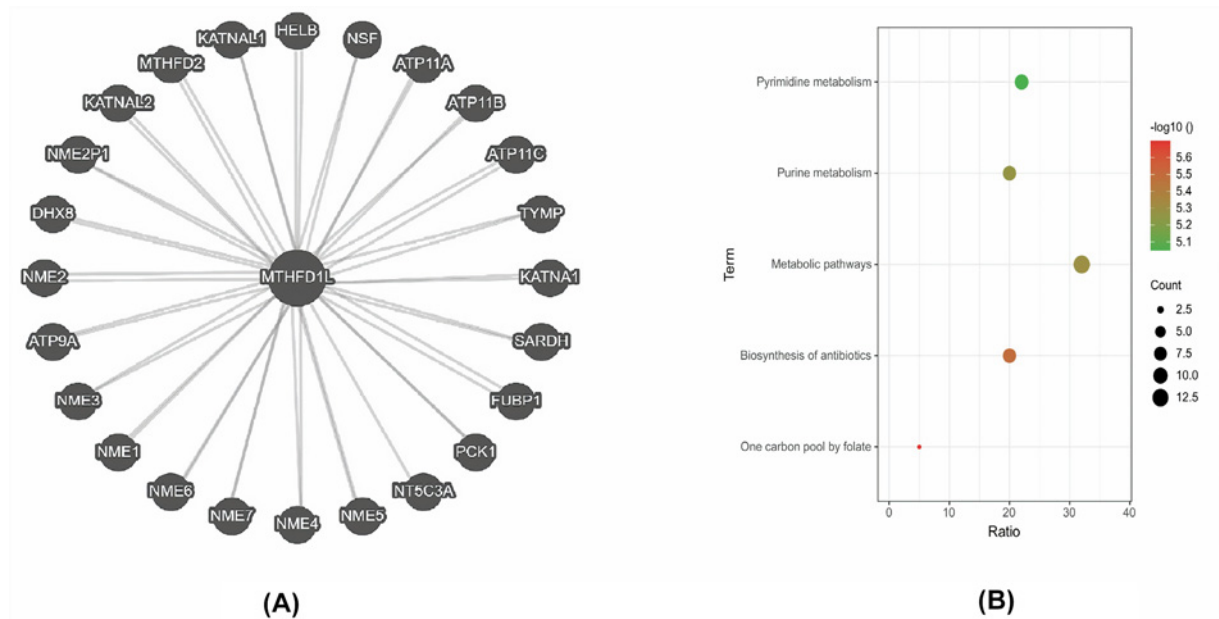 HELB
NSF
ATP11A
ATP11B
ATP11C
TYMP
KATNA1
SARDH
FUBP1
PCK1
NT5C3A
NME5
NME4
NME7
NME6
NME1
NME3
ATP9A
NME2
DHX8
NME2P1
KATNAL2
MTHFD2
KATNAL1
MTHFD1L
(A)
Term
Pyrimidine metabolism
Purine metabolism
Metabolic pathways
Biosynthesis of antibiotics
One carbon pool by folate
0 10 20 30 40
Ratio
-log10 ()
5.6
5.5
5.4
5.3
5.2
5.1
Count
2.5
5.0
7.5
10.0
12.5
(B)